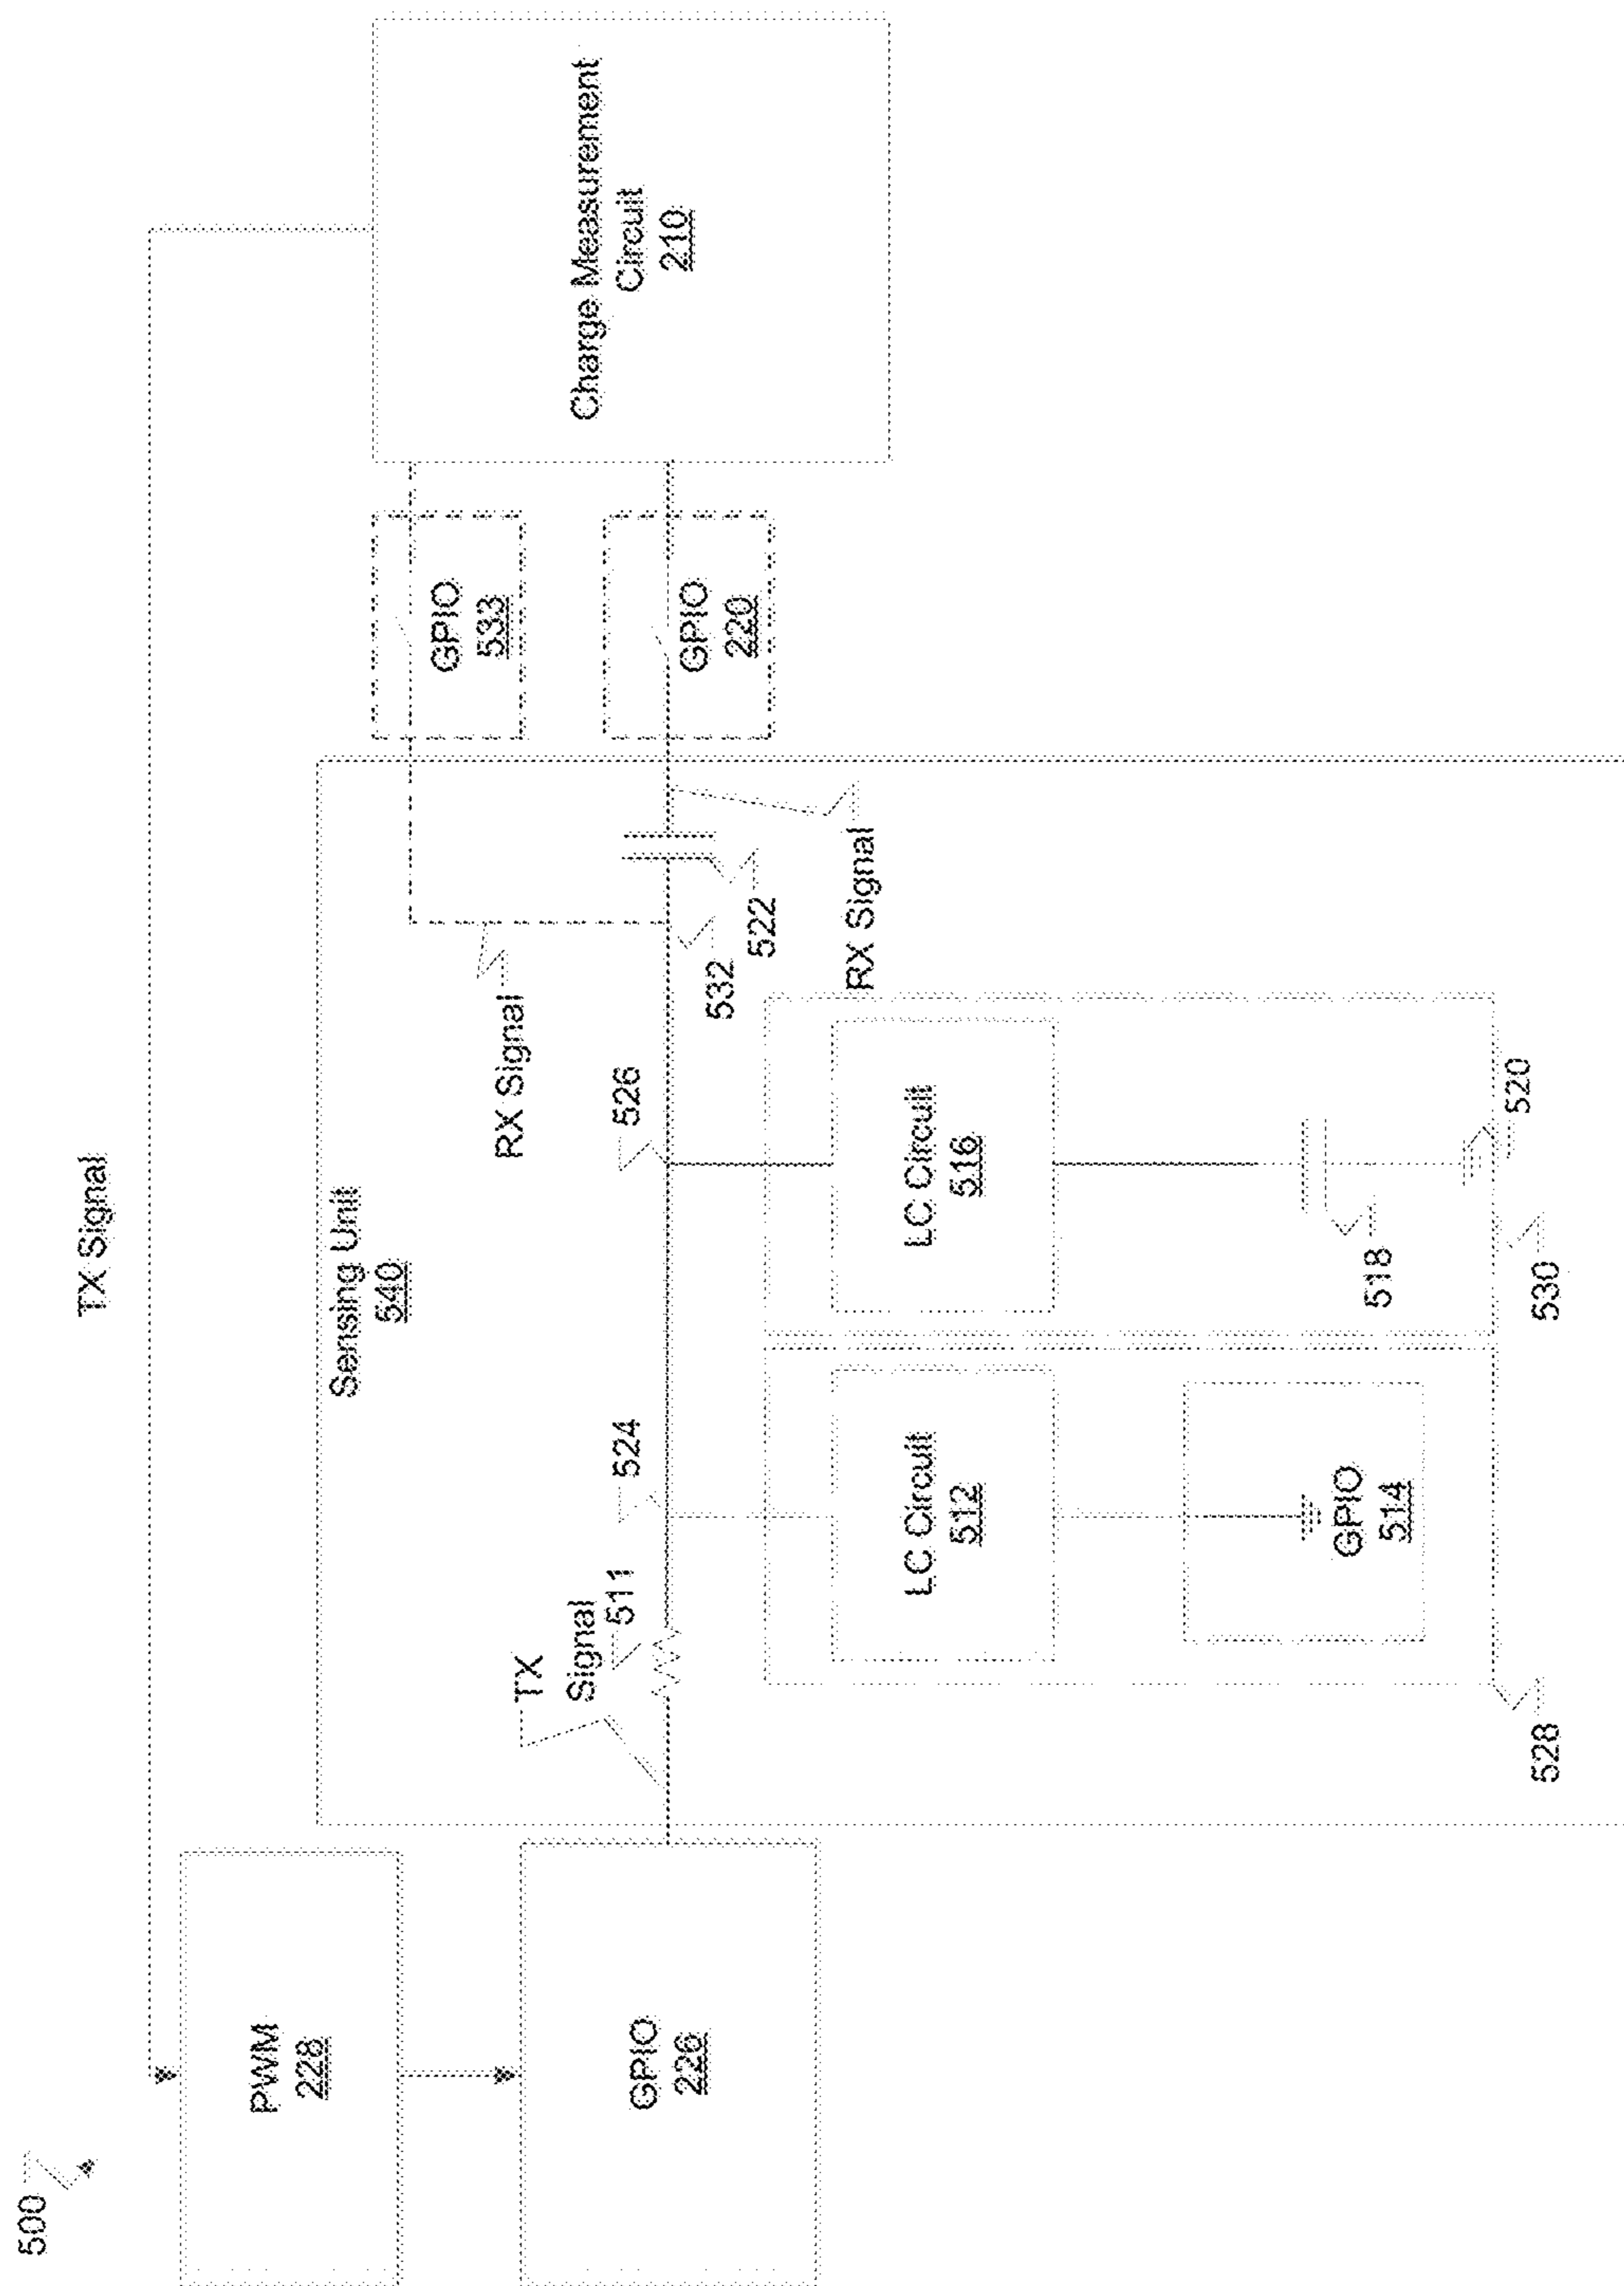 500
TX Signal
PWM
228
GPIO
226
Sensing Unit
540
TX
Signal
511
524
526
RX Signal
532
522
RX Signal
LC Circuit
512
GPIO
514
528
LC Circuit
516
518
520
530
GPIO
533
GPIO
220
Charge Measurement
Circuit
210